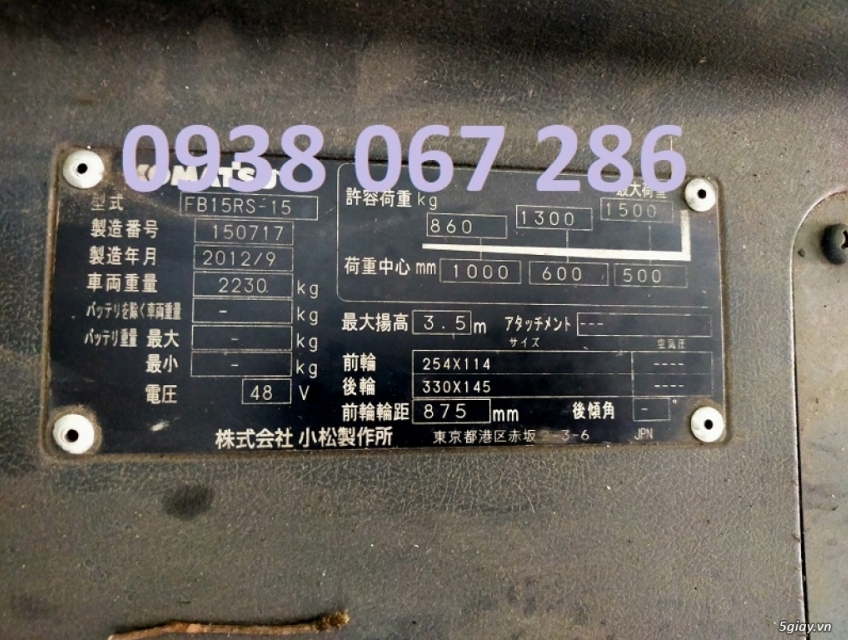 0938 067 286
KOMATSU
型式 FB15RS-15
製造番号 150717
製造年月 2012/9
車両重量 2230 kg
バッテリを除く車両重量 - kg
バッテリ重量 最大 - kg
最小 - kg
電圧 48 V
許容荷重 kg 860 1300 最大荷重 1500
荷重中心 mm 1000 600 500
最大揚高 3.5 m アタッチメント ---
サイズ 空気圧
前輪 254X114 ----
後輪 330X145 ----
前輪輪距 875 mm 後傾角 - °
株式会社 小松製作所 東京都港区赤坂2-3-6 JPN
5giay.vn